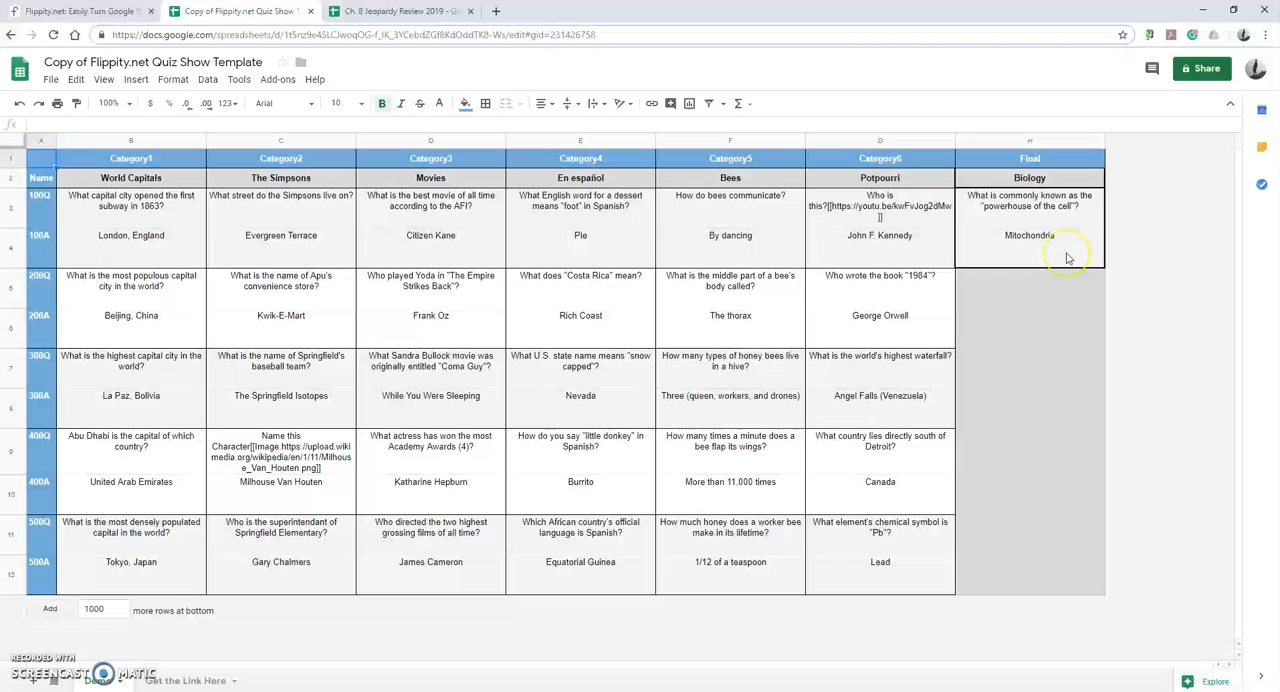 Flippity.net: Easily Turn Google S
Copy of Flippity.net Quiz Show T
Ch. 8 Jeopardy Review 2019 - Go
https://docs.google.com/spreadsheets/d/1t5nz9e4SLCJwoqOG-f_IK_3YCebdZGf8KdOddTK8-Ws/edit#gid=231426758
Copy of Flippity.net Quiz Show Template
File Edit View Insert Format Data Tools Add-ons Help
Share
100% $ % .0 .00 123 Arial 10 B I S A
fx
A B C D E F G H
1 Category1 Category2 Category3 Category4 Category5 Category6 Final
2 Name World Capitals The Simpsons Movies En español Bees Potpourri Biology
3 100Q
What capital city opened the first
subway in 1863?
What street do the Simpsons live on?
What is the best movie of all time
according to the AFI?
What English word for a dessert
means "foot" in Spanish?
How do bees communicate?
Who is
this?[[https://youtu.be/kwFvJog2dMw
]]
What is commonly known as the
"powerhouse of the cell"?
4 100A London, England Evergreen Terrace Citizen Kane Pie By dancing John F. Kennedy Mitochondria
5 200Q
What is the most populous capital
city in the world?
What is the name of Apu's
convenience store?
Who played Yoda in "The Empire
Strikes Back"?
What does "Costa Rica" mean?
What is the middle part of a bee's
body called?
Who wrote the book "1984"?
6 200A Beijing, China Kwik-E-Mart Frank Oz Rich Coast The thorax George Orwell
7 300Q
What is the highest capital city in the
world?
What is the name of Springfield's
baseball team?
What Sandra Bullock movie was
originally entitled "Coma Guy"?
What U.S. state name means "snow
capped"?
How many types of honey bees live
in a hive?
What is the world's highest waterfall?
8 300A La Paz, Bolivia The Springfield Isotopes While You Were Sleeping Nevada Three (queen, workers, and drones) Angel Falls (Venezuela)
9 400Q
Abu Dhabi is the capital of which
country?
Name this
Character[[Image:https://upload.wiki
media.org/wikipedia/en/1/11/Milhous
e_Van_Houten.png]]
What actress has won the most
Academy Awards (4)?
How do you say "little donkey" in
Spanish?
How many times a minute does a
bee flap its wings?
What country lies directly south of
Detroit?
10 400A United Arab Emirates Milhouse Van Houten Katharine Hepburn Burrito More than 11,000 times Canada
11 500Q
What is the most densely populated
capital in the world?
Who is the superintendant of
Springfield Elementary?
Who directed the two highest
grossing films of all time?
Which African country's official
language is Spanish?
How much honey does a worker bee
make in its lifetime?
What element's chemical symbol is
"Pb"?
12 500A Tokyo, Japan Gary Chalmers James Cameron Equatorial Guinea 1/12 of a teaspoon Lead
Add 1000 more rows at bottom
RECORDED WITH
SCREENCAST MATIC
Get the Link Here
Explore